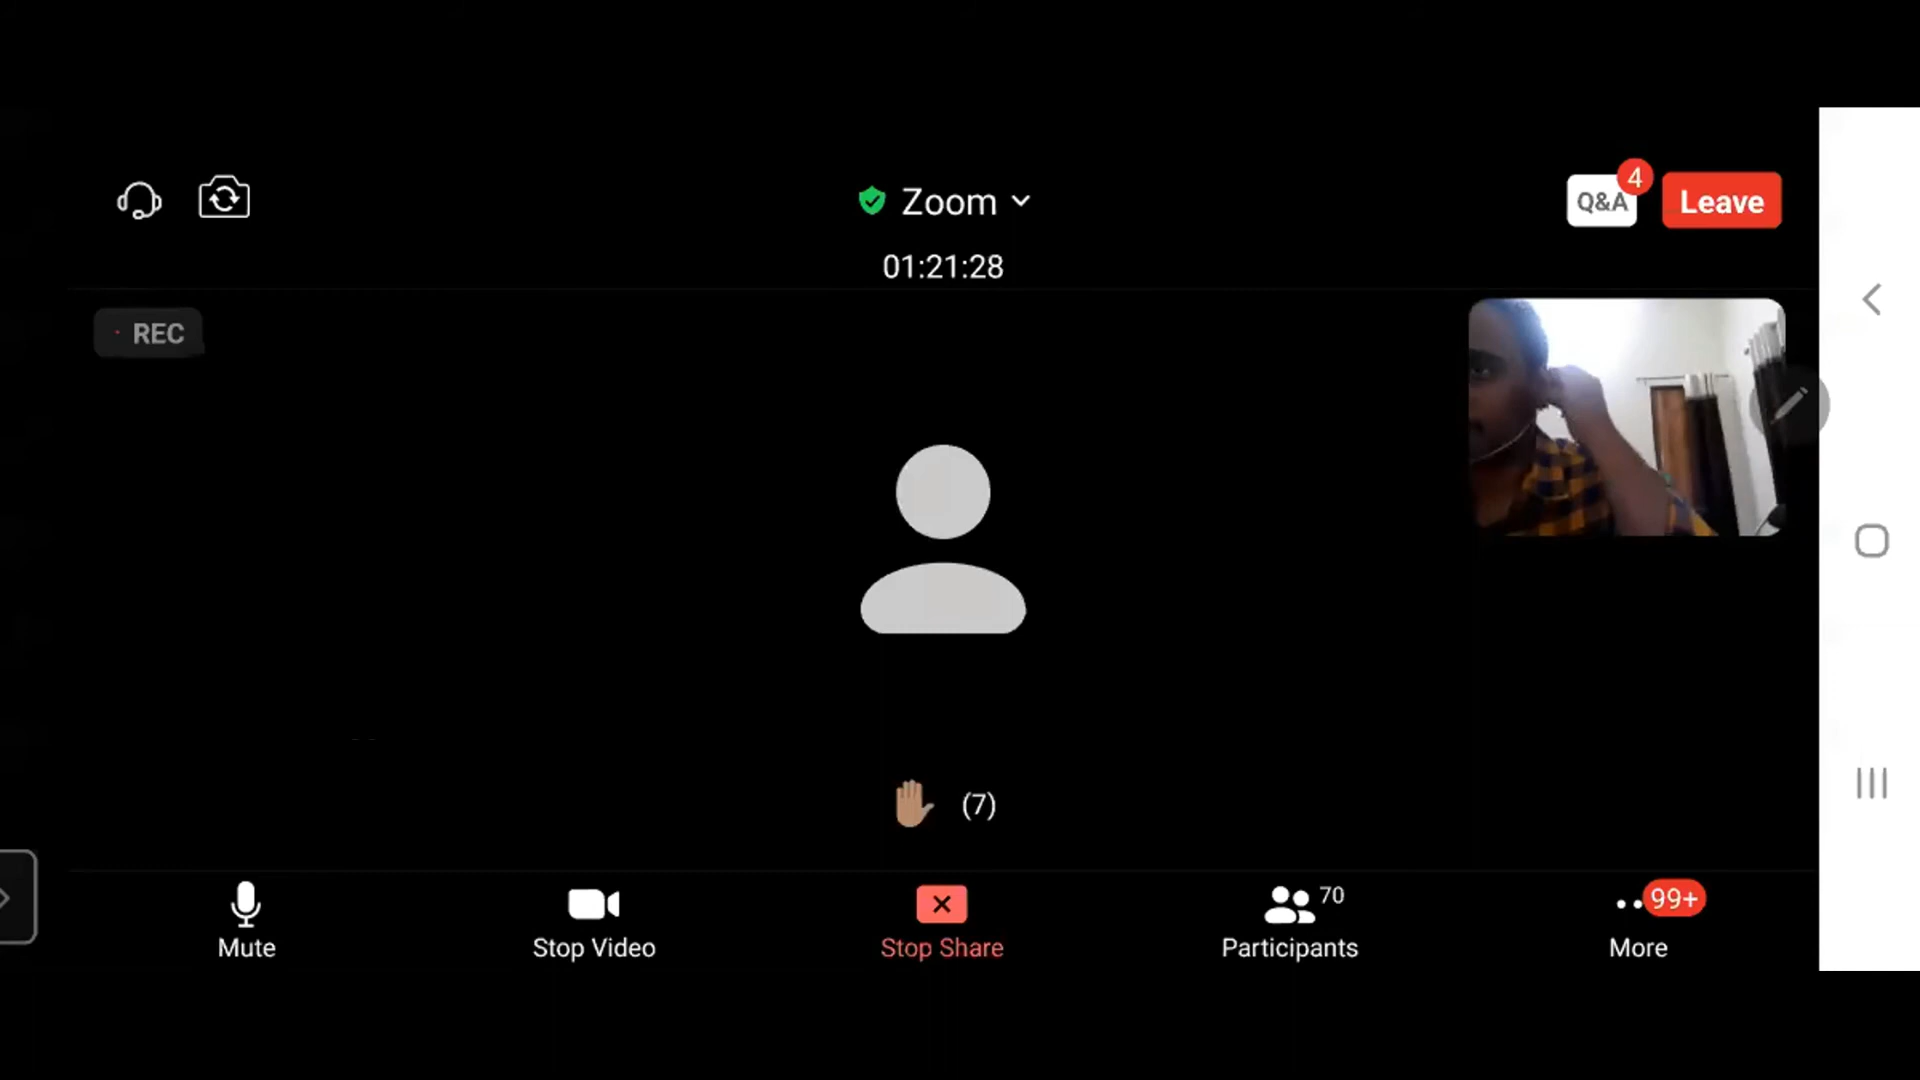 Zoom
Q&A
4
Leave
01:21:28
REC
(7)
Mute
Stop Video
Stop Share
70
Participants
99+
More